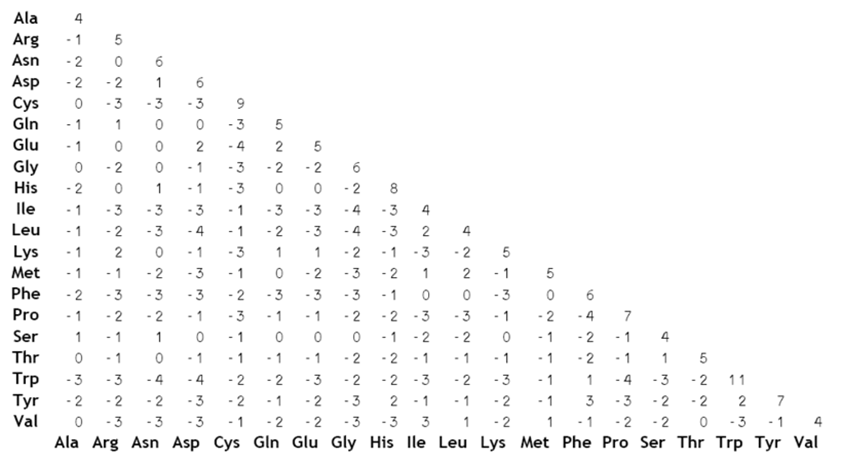 Ala 4
Arg -1 5
Asn -2 0 6
Asp -2 -2 1 6
Cys 0 -3 -3 -3 9
Gln -1 1 0 0 -3 5
Glu -1 0 0 2 -4 2 5
Gly 0 -2 0 -1 -3 -2 -2 6
His -2 0 1 -1 -3 0 0 -2 8
Ile -1 -3 -3 -3 -1 -3 -3 -4 -3 4
Leu -1 -2 -3 -4 -1 -2 -3 -4 -3 2 4
Lys -1 2 0 -1 -3 1 1 -2 -1 -3 -2 5
Met -1 -1 -2 -3 -1 0 -2 -3 -2 1 2 -1 5
Phe -2 -3 -3 -3 -2 -3 -3 -3 -1 0 0 -3 0 6
Pro -1 -2 -2 -1 -3 -1 -1 -2 -2 -3 -3 -1 -2 -4 7
Ser 1 -1 1 0 -1 0 0 0 -1 -2 -2 0 -1 -2 -1 4
Thr 0 -1 0 -1 -1 -1 -1 -2 -2 -1 -1 -1 -1 -2 -1 1 5
Trp -3 -3 -4 -4 -2 -2 -3 -2 -2 -3 -2 -3 -1 1 -4 -3 -2 11
Tyr -2 -2 -2 -3 -2 -1 -2 -3 2 -1 -1 -2 -1 3 -3 -2 -2 2 7
Val 0 -3 -3 -3 -1 -2 -2 -3 -3 3 1 -2 1 -1 -2 -2 0 -3 -1 4
Ala Arg Asn Asp Cys Gln Glu Gly His Ile Leu Lys Met Phe Pro Ser Thr Trp Tyr Val